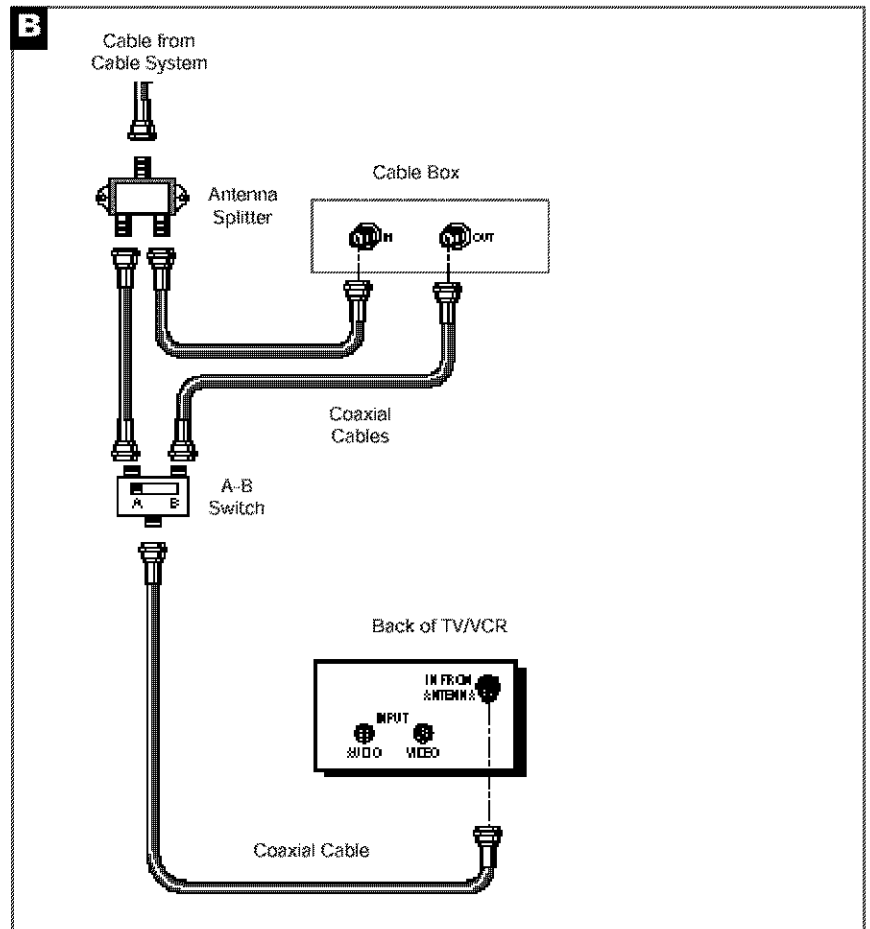 B
Cable from
Cable System
Antenna
Splitter
Cable Box
IN
OUT
Coaxial
Cables
A-B
Switch
A B
Back of TV/VCR
IN FROM
ANTENNA
INPUT
AUDIO VIDEO
Coaxial Cable